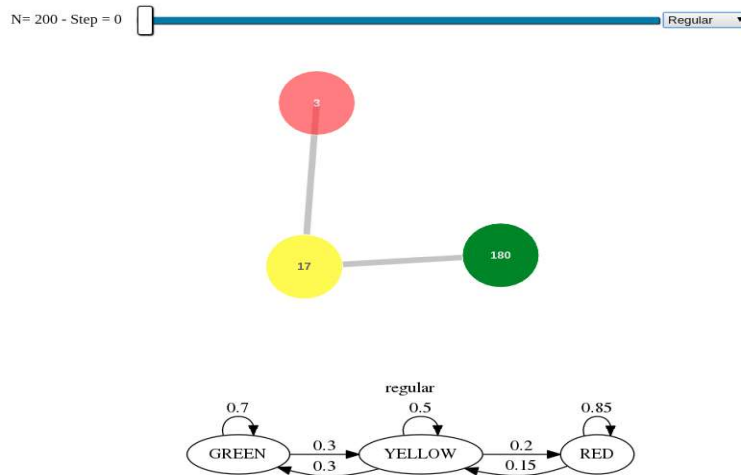 N= 200 - Step = 0
Regular
3
17
180
regular
0.7
0.5
0.85
GREEN
0.3
0.3
YELLOW
0.2
0.15
RED